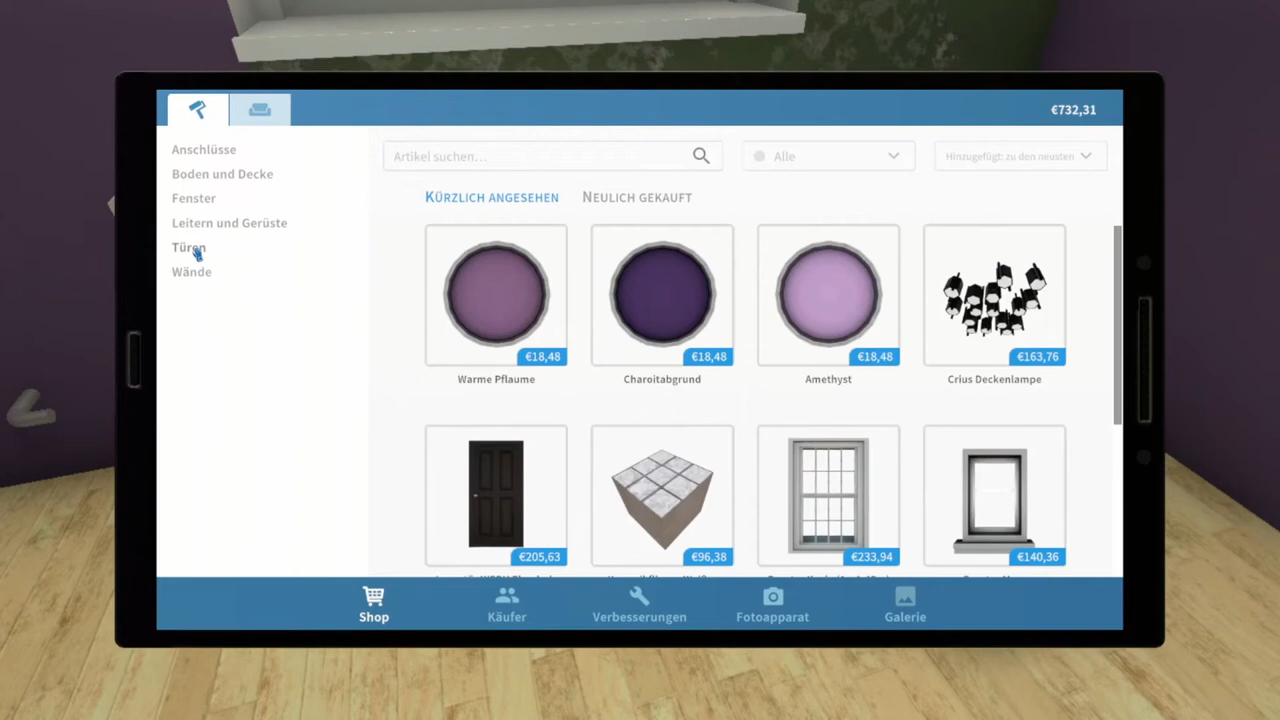 €732,31
Anschlüsse
Boden und Decke
Fenster
Leitern und Gerüste
Türen
Wände
Artikel suchen...
Alle
Hinzugefügt: zu den neusten
KÜRZLICH ANGESEHEN
NEULICH GEKAUFT
€18,48
€18,48
€18,48
€163,76
Warme Pflaume
Charoitabgrund
Amethyst
Crius Deckenlampe
€205,63
€96,38
€233,94
€140,36
Shop
Käufer
Verbesserungen
Fotoapparat
Galerie